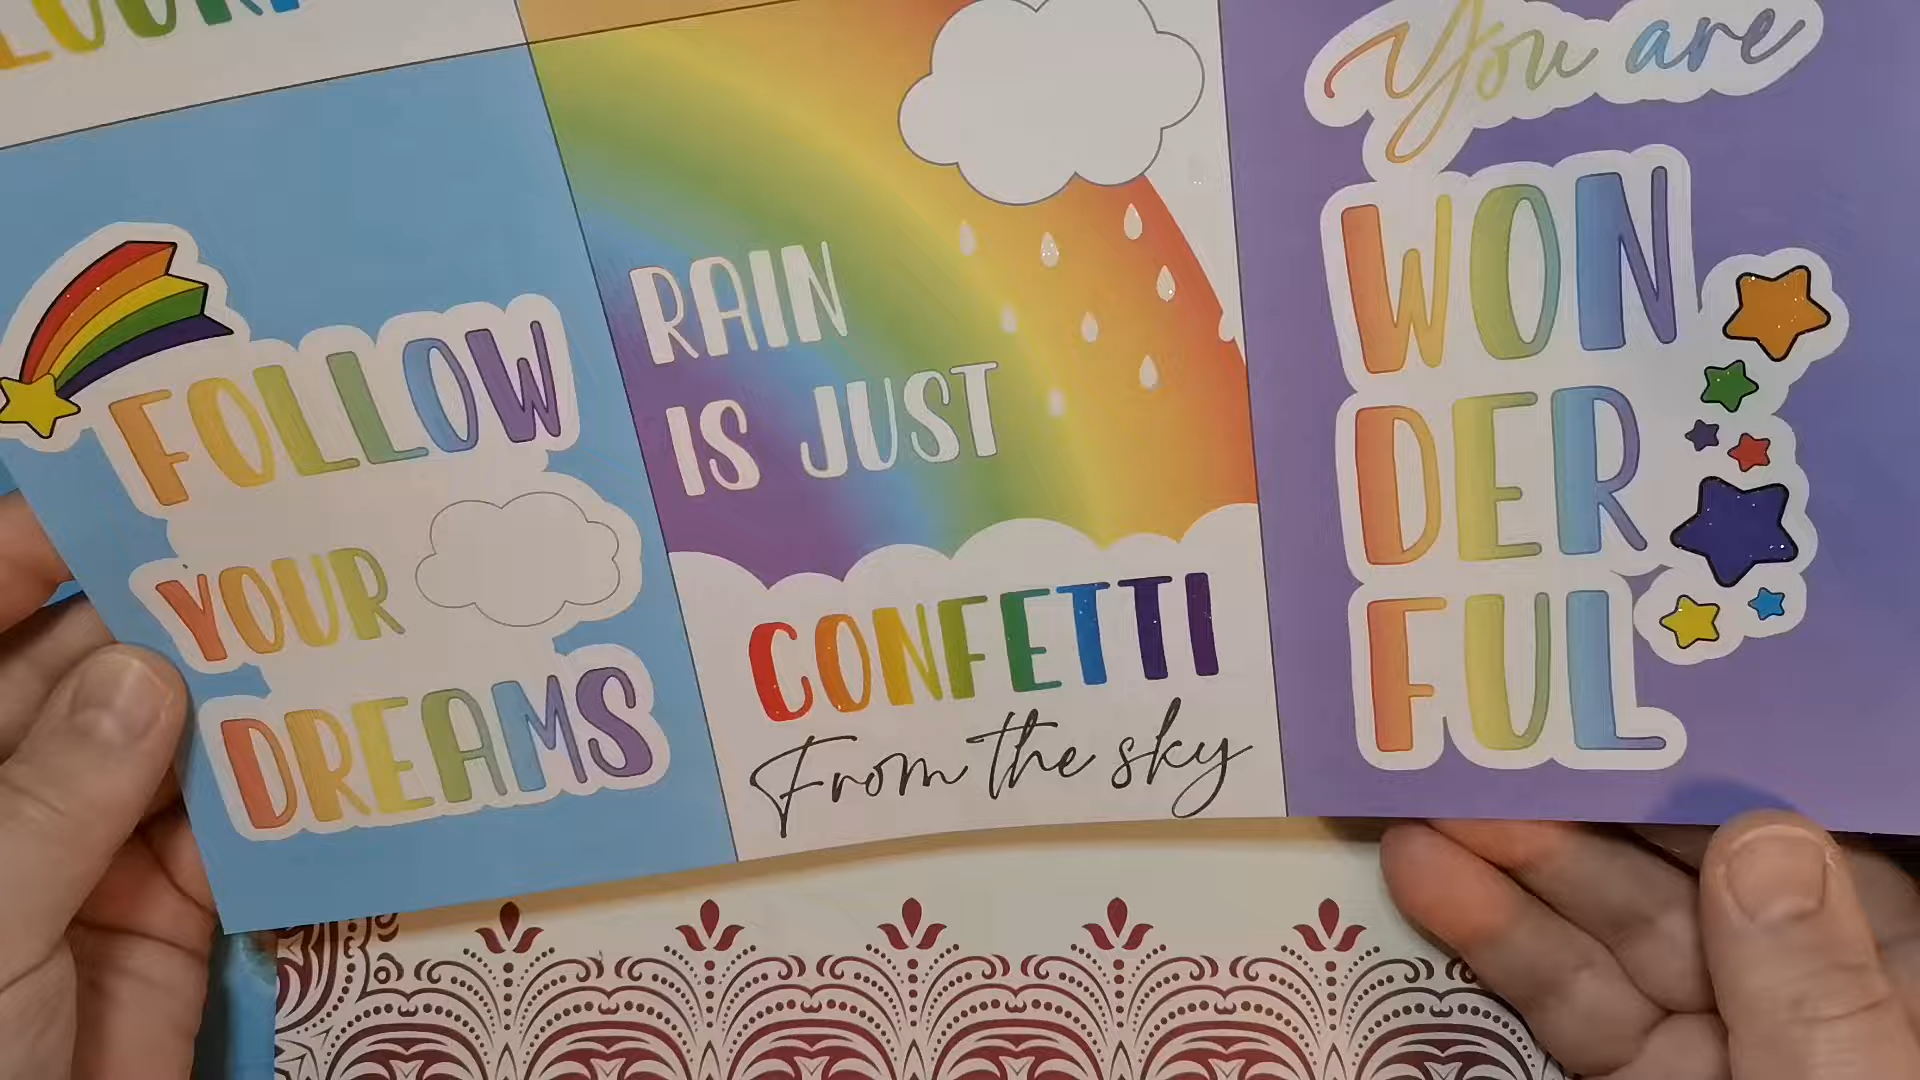 FOLLOW
YOUR
DREAMS
RAIN
IS JUST
CONFETTI
From the sky
You are
WON
DER
FUL